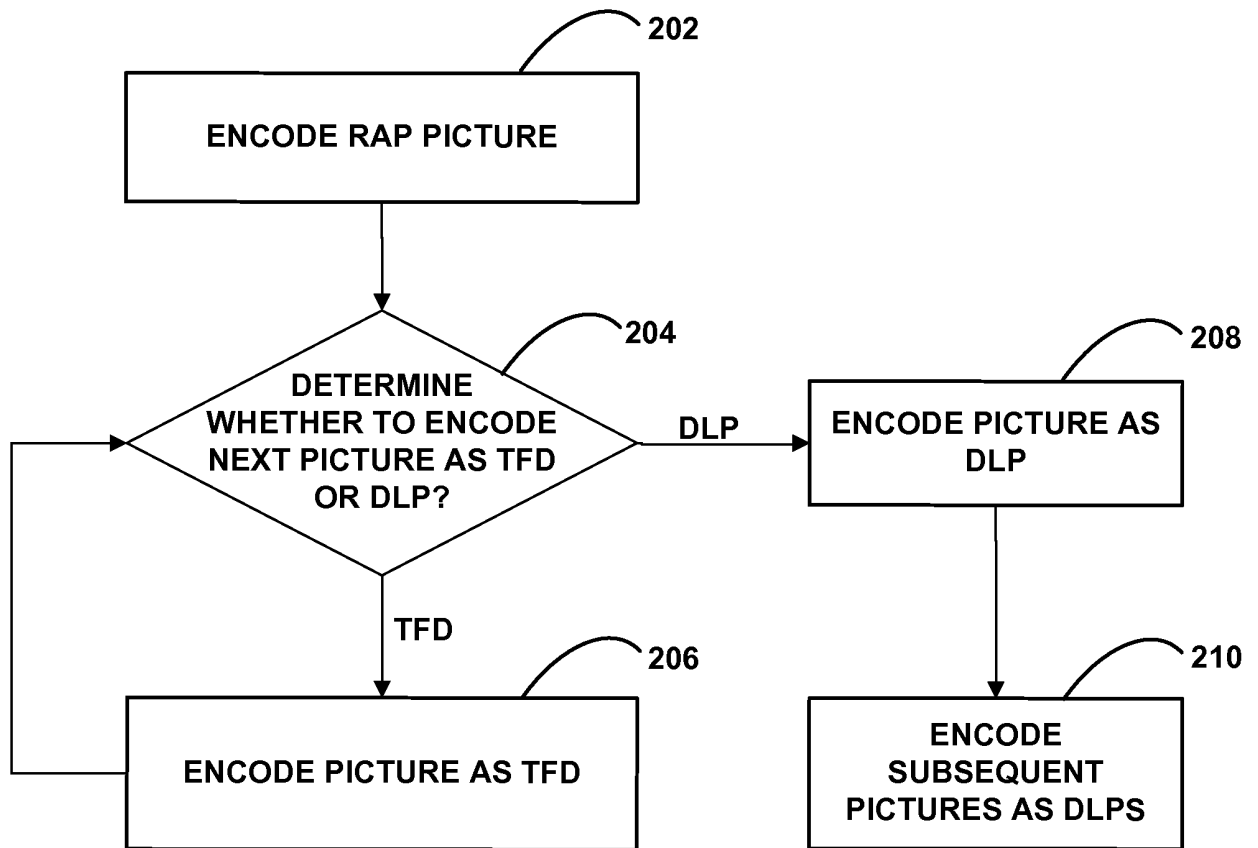 202
ENCODE RAP PICTURE
204
DETERMINE
WHETHER TO ENCODE
NEXT PICTURE AS TFD
OR DLP?
DLP
208
ENCODE PICTURE AS
DLP
TFD
206
ENCODE PICTURE AS TFD
210
ENCODE
SUBSEQUENT
PICTURES AS DLPS